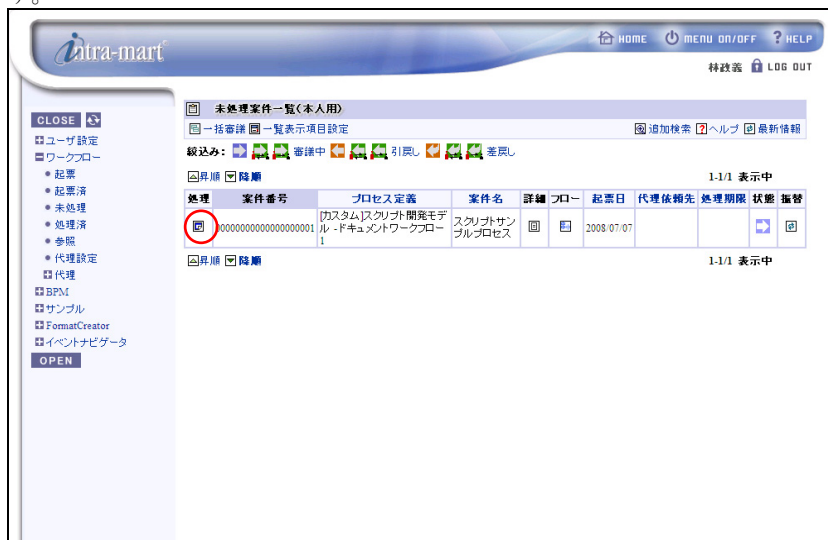 す。
intra-mart
HOME MENU ON/OFF ? HELP
林政義 LOG OUT
CLOSE
ユーザ設定
ワークフロー
起票
起票済
未処理
処理済
参照
代理設定
代理
BPM
サンプル
FormatCreator
イベントナビゲータ
OPEN
未処理案件一覧(本人用)
一括審議 一覧表示項目設定 追加検索 ?ヘルプ 最新情報
絞込み: 審議中 引戻し 差戻し
昇順 降順 1-1/1 表示中
処理 案件番号 プロセス定義 案件名 詳細 フロー 起票日 代理依頼先 処理期限 状態 振替
00000000000000000001 [カスタム]スクリプト開発モデル -ドキュメントワークフロー1 スクリプトサンプルプロセス 2008/07/07
昇順 降順 1-1/1 表示中